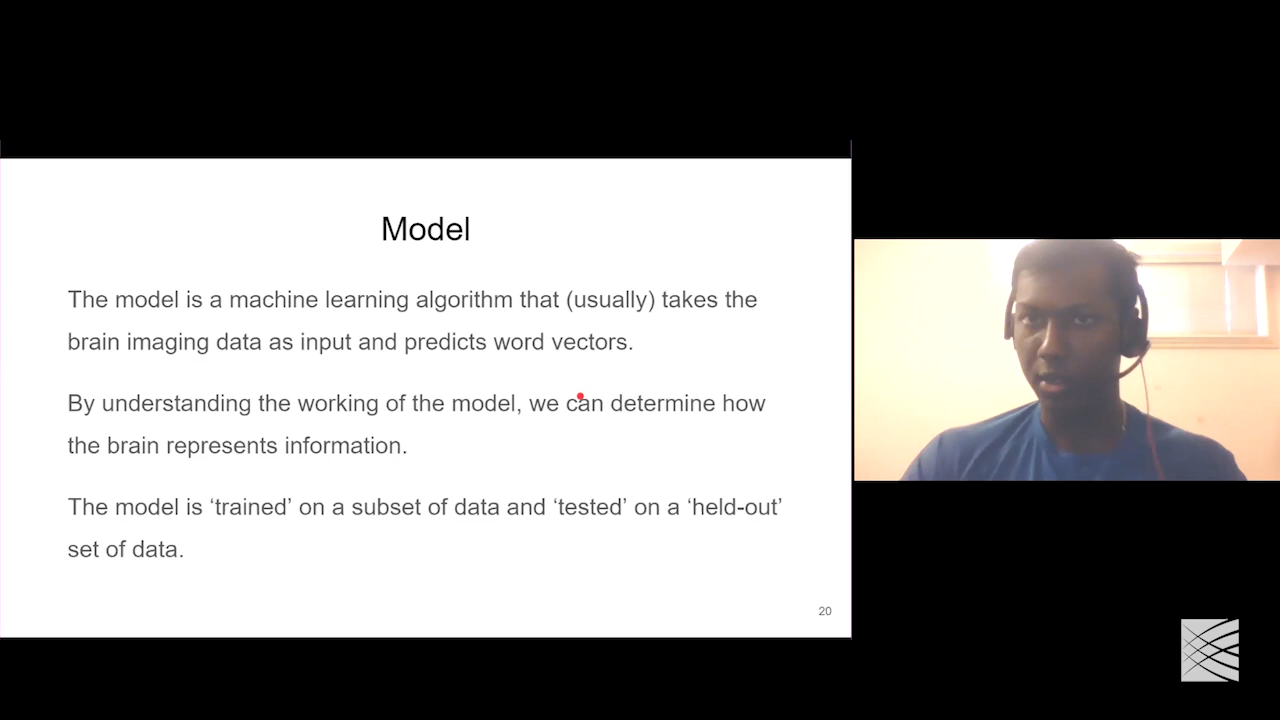 Model
The model is a machine learning algorithm that (usually) takes the
brain imaging data as input and predicts word vectors.
By understanding the working of the model, we can determine how
the brain represents information.
The model is ‘trained’ on a subset of data and ‘tested’ on a ‘held-out’
set of data.
20